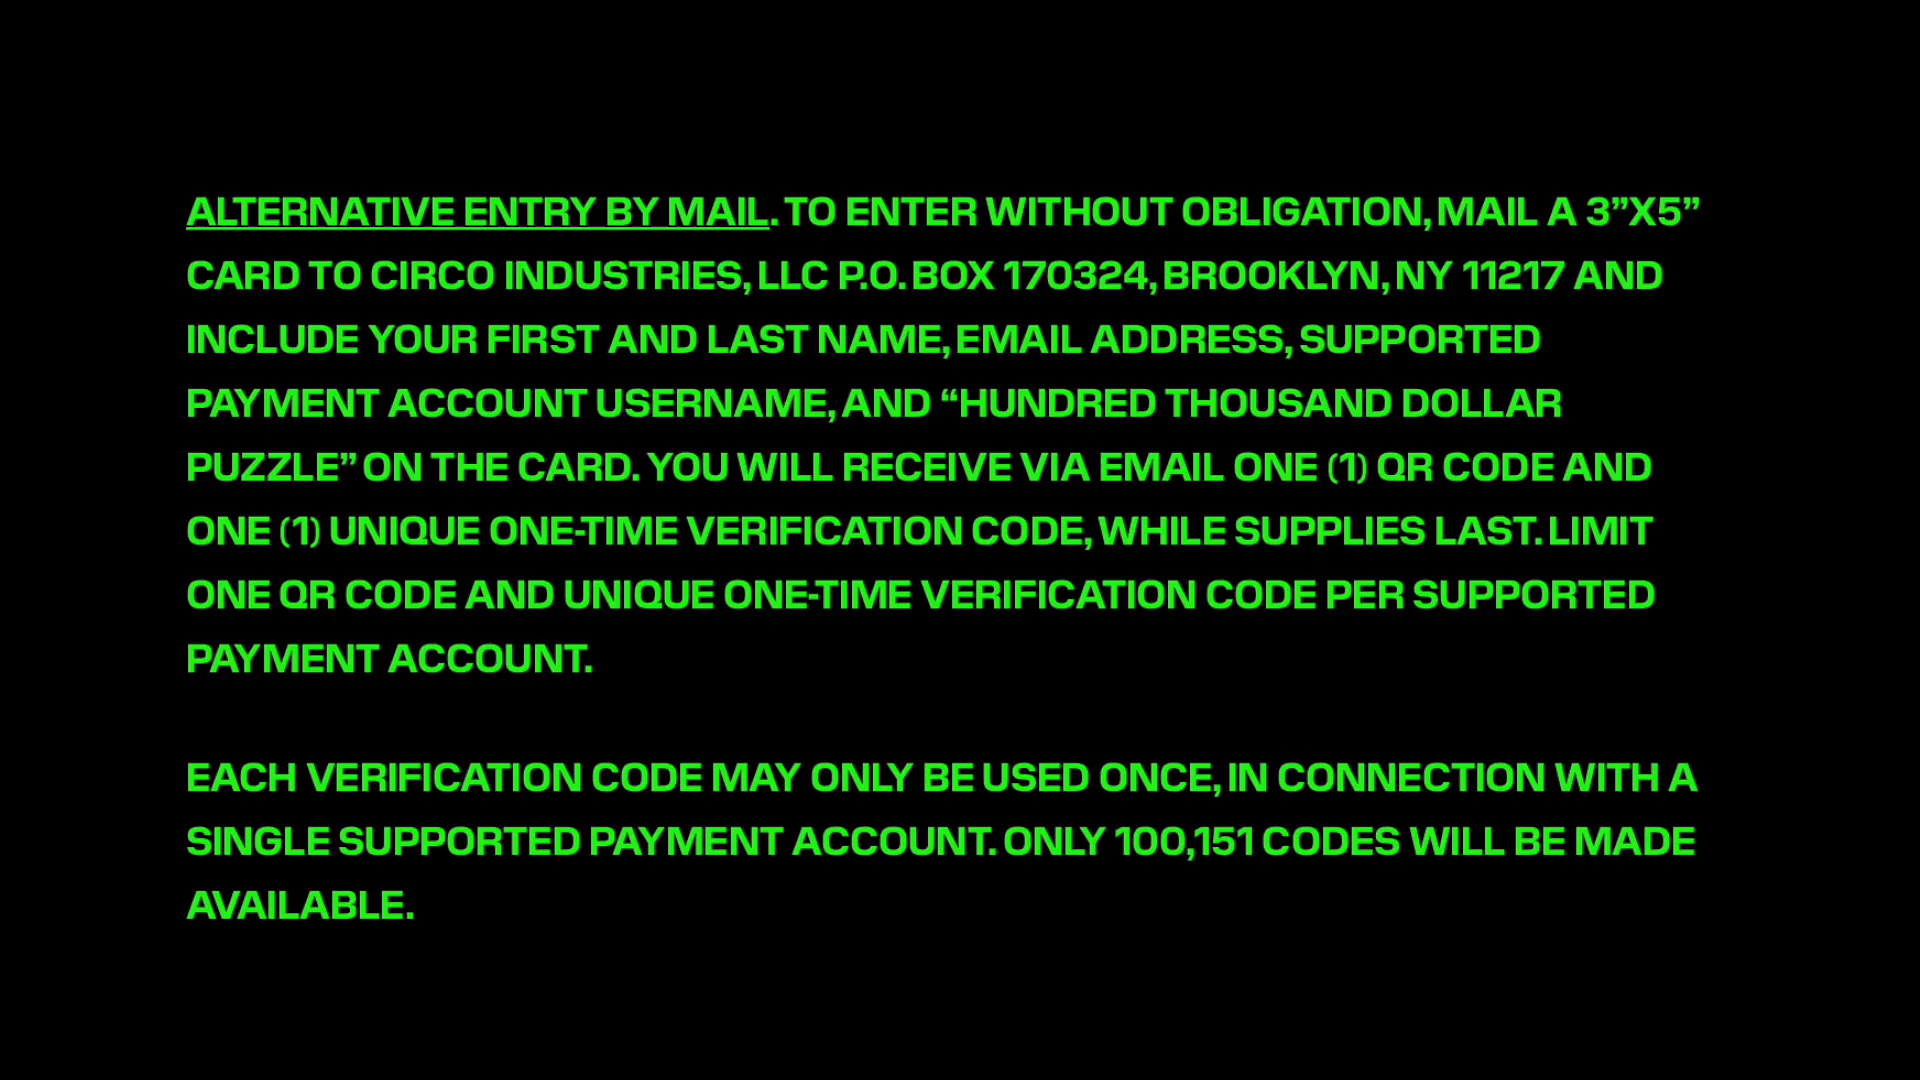 ALTERNATIVE ENTRY BY MAIL. TO ENTER WITHOUT OBLIGATION, MAIL A 3”X5”
CARD TO CIRCO INDUSTRIES, LLC P.O. BOX 170324, BROOKLYN, NY 11217 AND
INCLUDE YOUR FIRST AND LAST NAME, EMAIL ADDRESS, SUPPORTED
PAYMENT ACCOUNT USERNAME, AND “HUNDRED THOUSAND DOLLAR
PUZZLE” ON THE CARD. YOU WILL RECEIVE VIA EMAIL ONE (1) QR CODE AND
ONE (1) UNIQUE ONE-TIME VERIFICATION CODE, WHILE SUPPLIES LAST. LIMIT
ONE QR CODE AND UNIQUE ONE-TIME VERIFICATION CODE PER SUPPORTED
PAYMENT ACCOUNT.
EACH VERIFICATION CODE MAY ONLY BE USED ONCE, IN CONNECTION WITH A
SINGLE SUPPORTED PAYMENT ACCOUNT. ONLY 100,151 CODES WILL BE MADE
AVAILABLE.